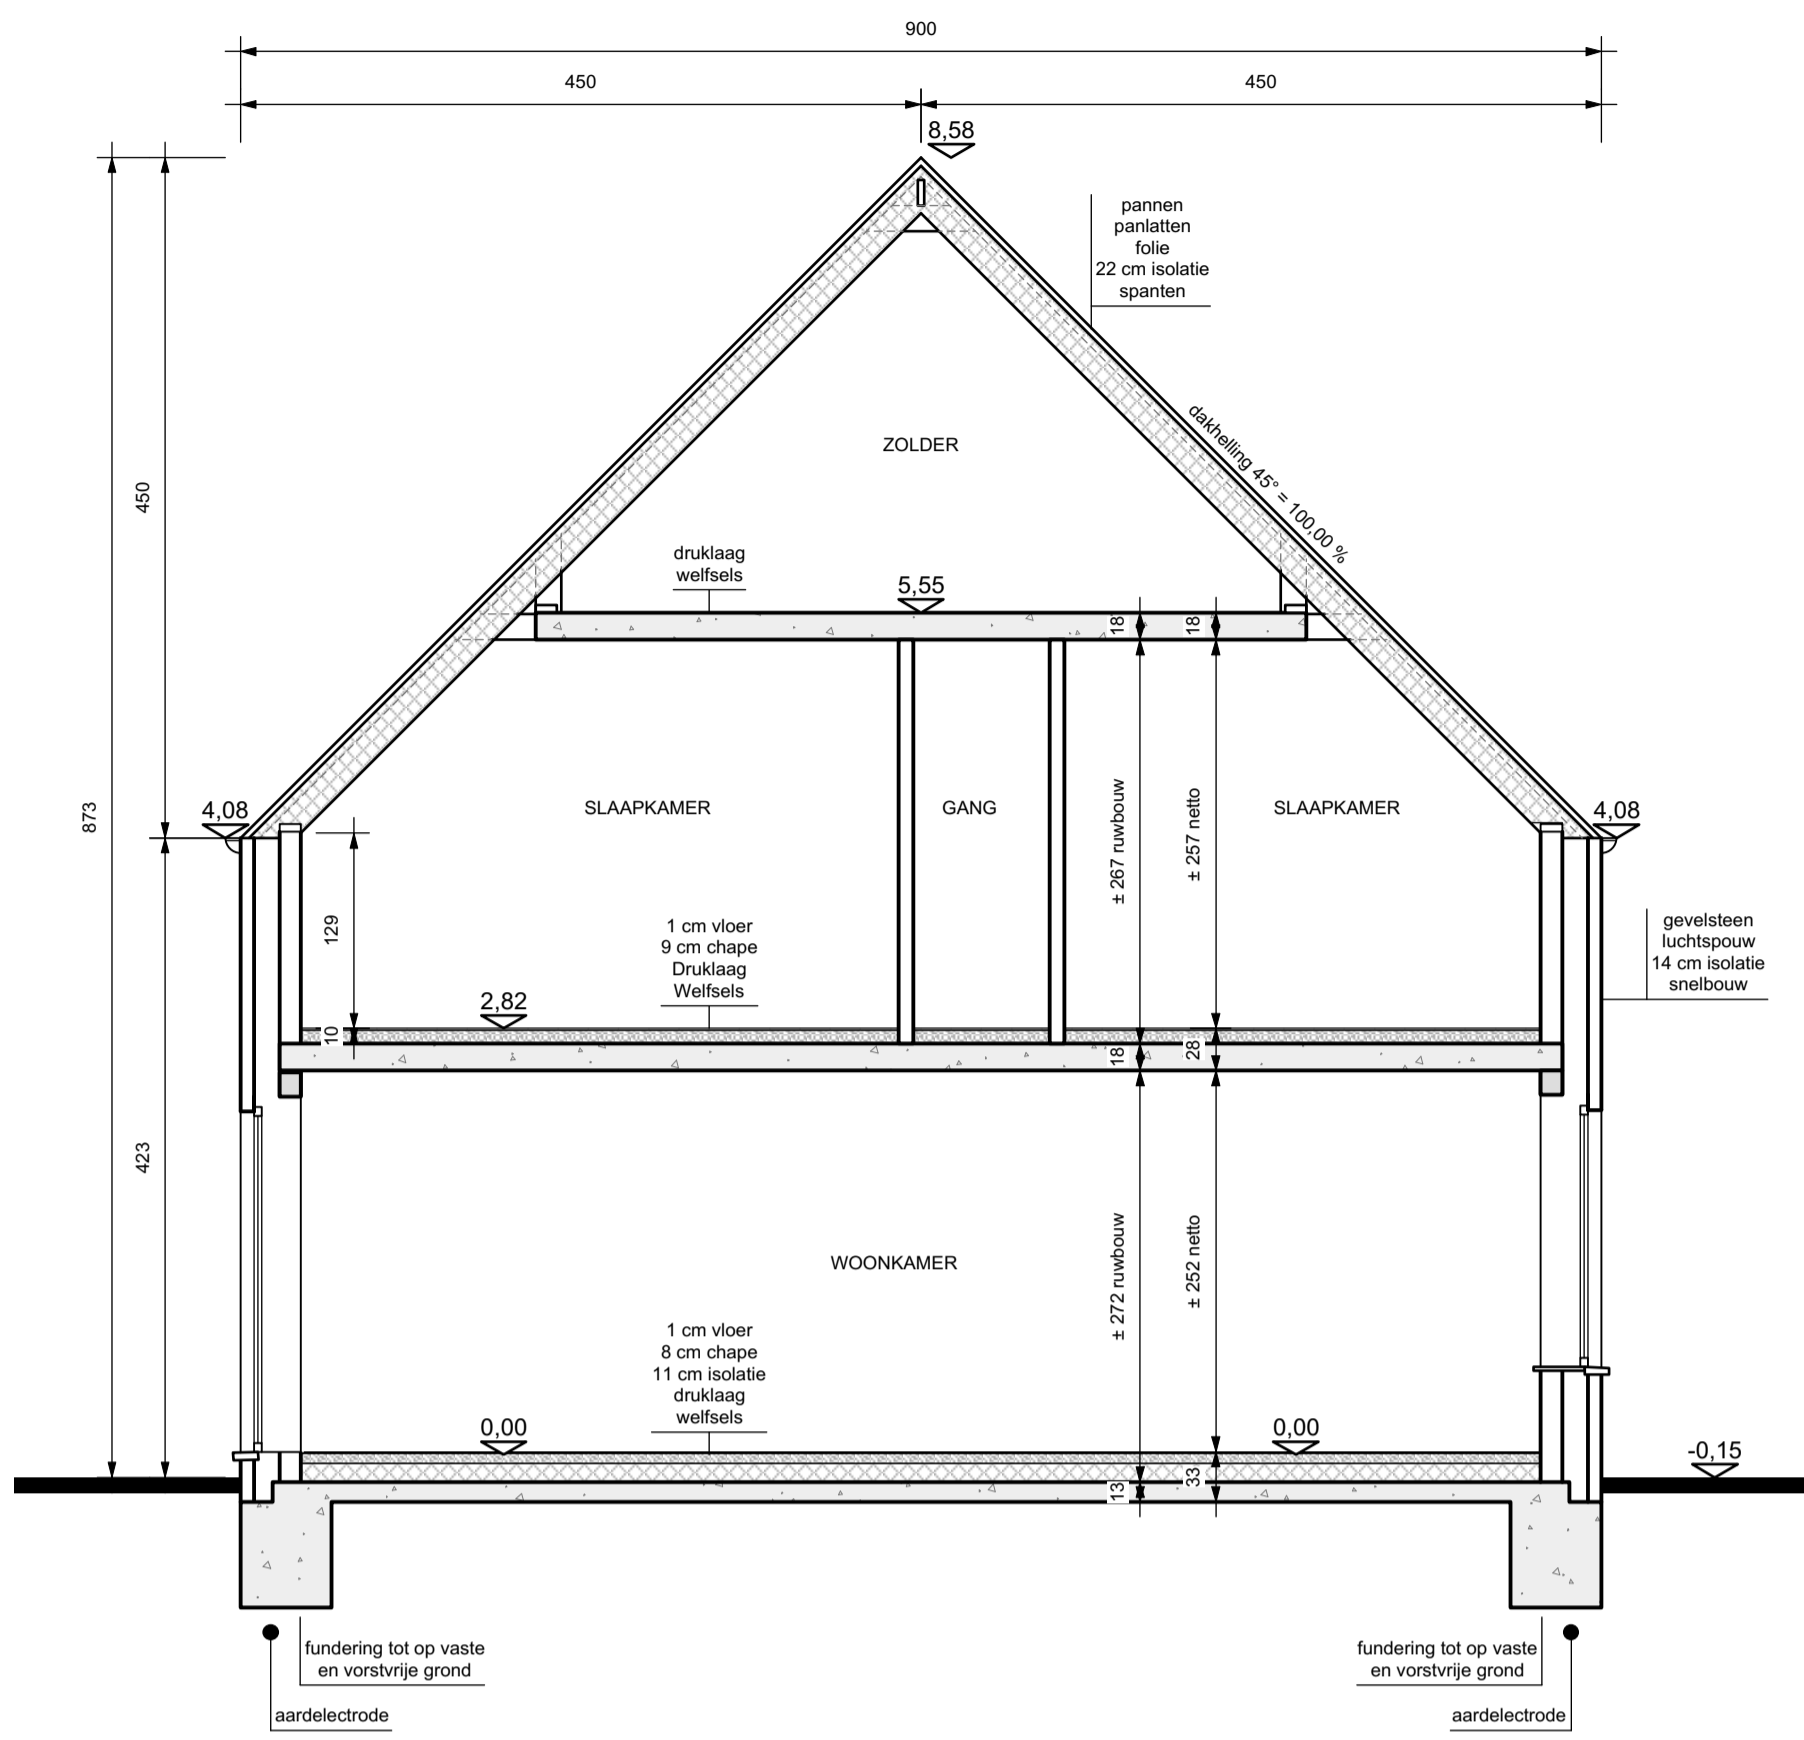 900
450
450
8,58
pannen
panlatten
folie
22 cm isolatie
spanten
dakhelling 45° = 100,00 %
ZOLDER
450
873
druklaag
welfsels
5,55
18
18
4,08
4,08
SLAAPKAMER
GANG
SLAAPKAMER
± 267 ruwbouw
± 257 netto
129
1 cm vloer
9 cm chape
Druklaag
Welfsels
gevelsteen
luchtspouw
14 cm isolatie
snelbouw
2,82
10
18
28
423
WOONKAMER
± 272 ruwbouw
± 252 netto
1 cm vloer
8 cm chape
11 cm isolatie
druklaag
welfsels
0,00
0,00
-0,15
13
33
fundering tot op vaste
en vorstvrije grond
aardelectrode
fundering tot op vaste
en vorstvrije grond
aardelectrode